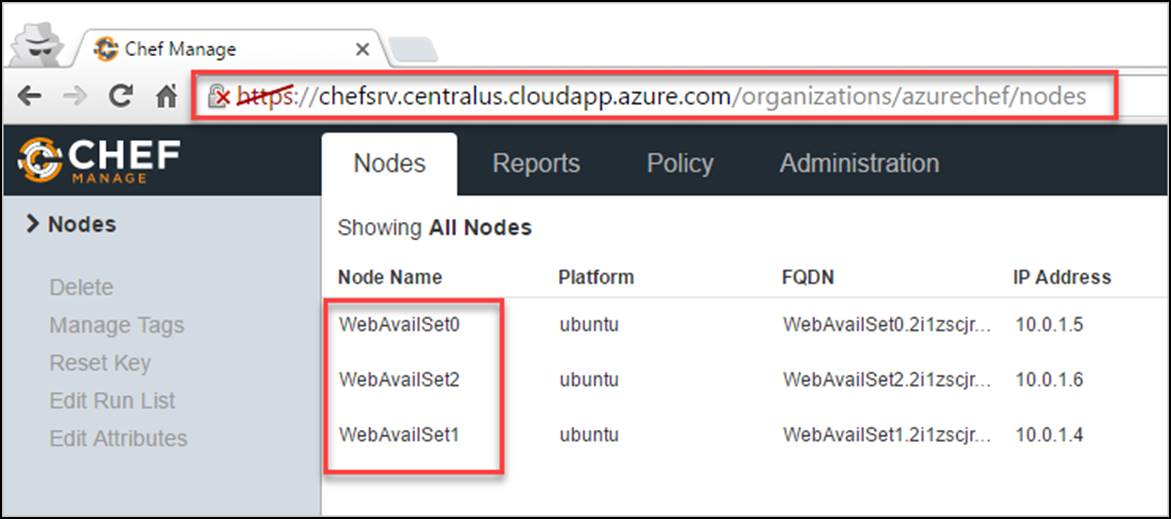 Chef Manage
https://chefsrv.centralus.cloudapp.azure.com/organizations/azurechef/nodes
CHEF
MANAGE
Nodes Reports Policy Administration
Nodes
Delete
Manage Tags
Reset Key
Edit Run List
Edit Attributes
Showing All Nodes
Node Name Platform FQDN IP Address
WebAvailSet0 ubuntu WebAvailSet0.2i1zscjr... 10.0.1.5
WebAvailSet2 ubuntu WebAvailSet2.2i1zscjr... 10.0.1.6
WebAvailSet1 ubuntu WebAvailSet1.2i1zscjr... 10.0.1.4